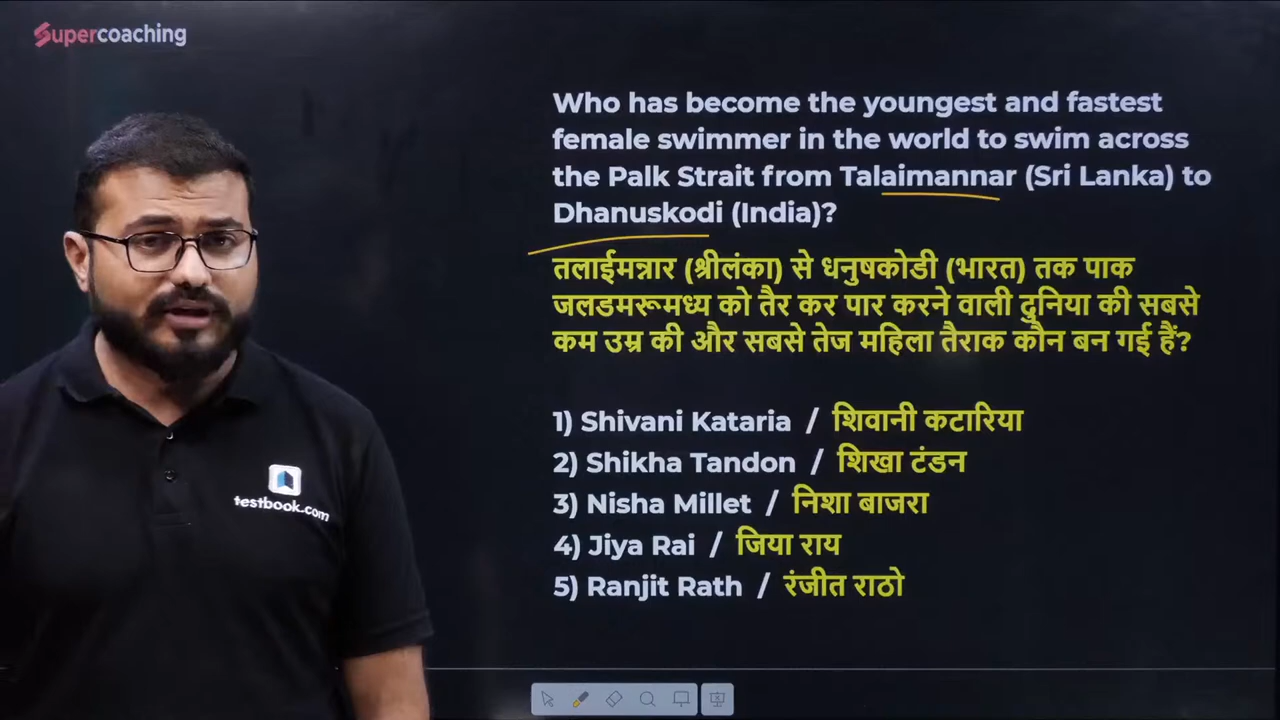 Supercoaching
Who has become the youngest and fastest
female swimmer in the world to swim across
the Palk Strait from Talaimannar (Sri Lanka) to
Dhanuskodi (India)?
तलाईमन्नार (श्रीलंका) से धनुषकोडी (भारत) तक पाक
जलडमरूमध्य को तैर कर पार करने वाली दुनिया की सबसे
कम उम्र की और सबसे तेज महिला तैराक कौन बन गई हैं?
1) Shivani Kataria / शिवानी कटारिया
2) Shikha Tandon / शिखा टंडन
3) Nisha Millet / निशा बाजरा
4) Jiya Rai / जिया राय
5) Ranjit Rath / रंजीत राठो
testbook.com